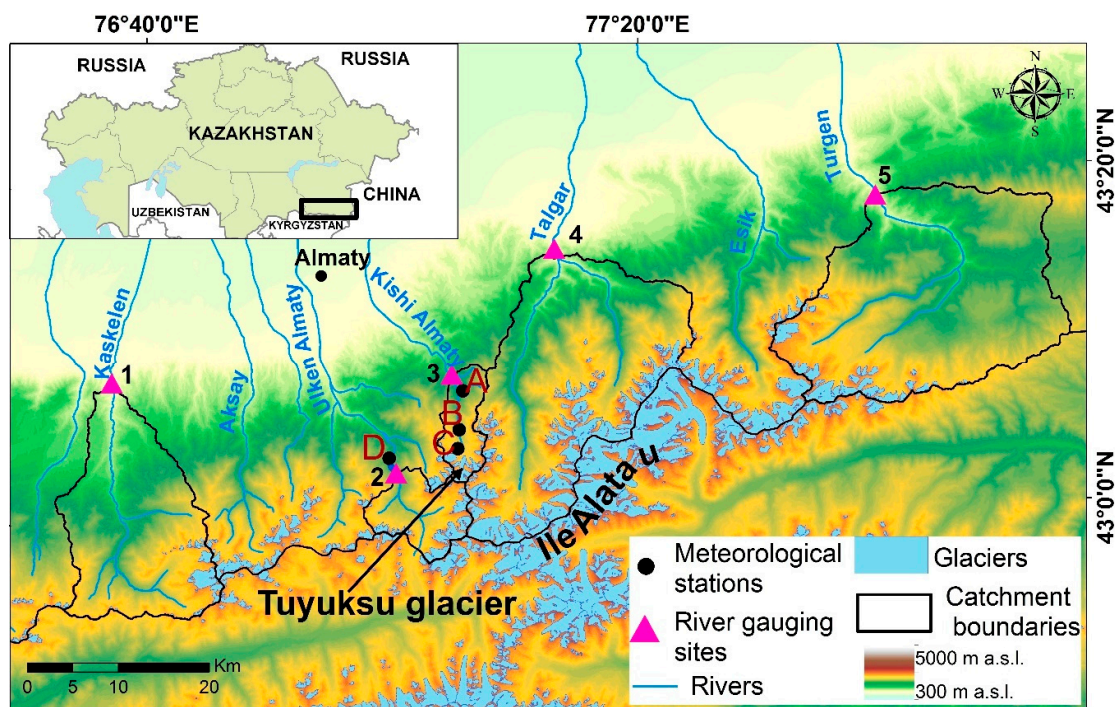 76°40'0"E
77°20'0"E
RUSSIA
RUSSIA
KAZAKHSTAN
CHINA
UZBEKISTAN
KYRGYZSTAN
N
W
E
S
43°20'0"N
43°0'0"N
Almaty
Kaskelen
Aksay
Ulken Almaty
Kishi Almaty
Talgar
Esik
Turgen
1
2
3
4
5
A
B
C
D
Ile Alatau
Tuyuksu glacier
Km
0 5 10 20
Meteorological
stations
River gauging
sites
Rivers
Glaciers
Catchment
boundaries
5000 m a.s.l.
300 m a.s.l.